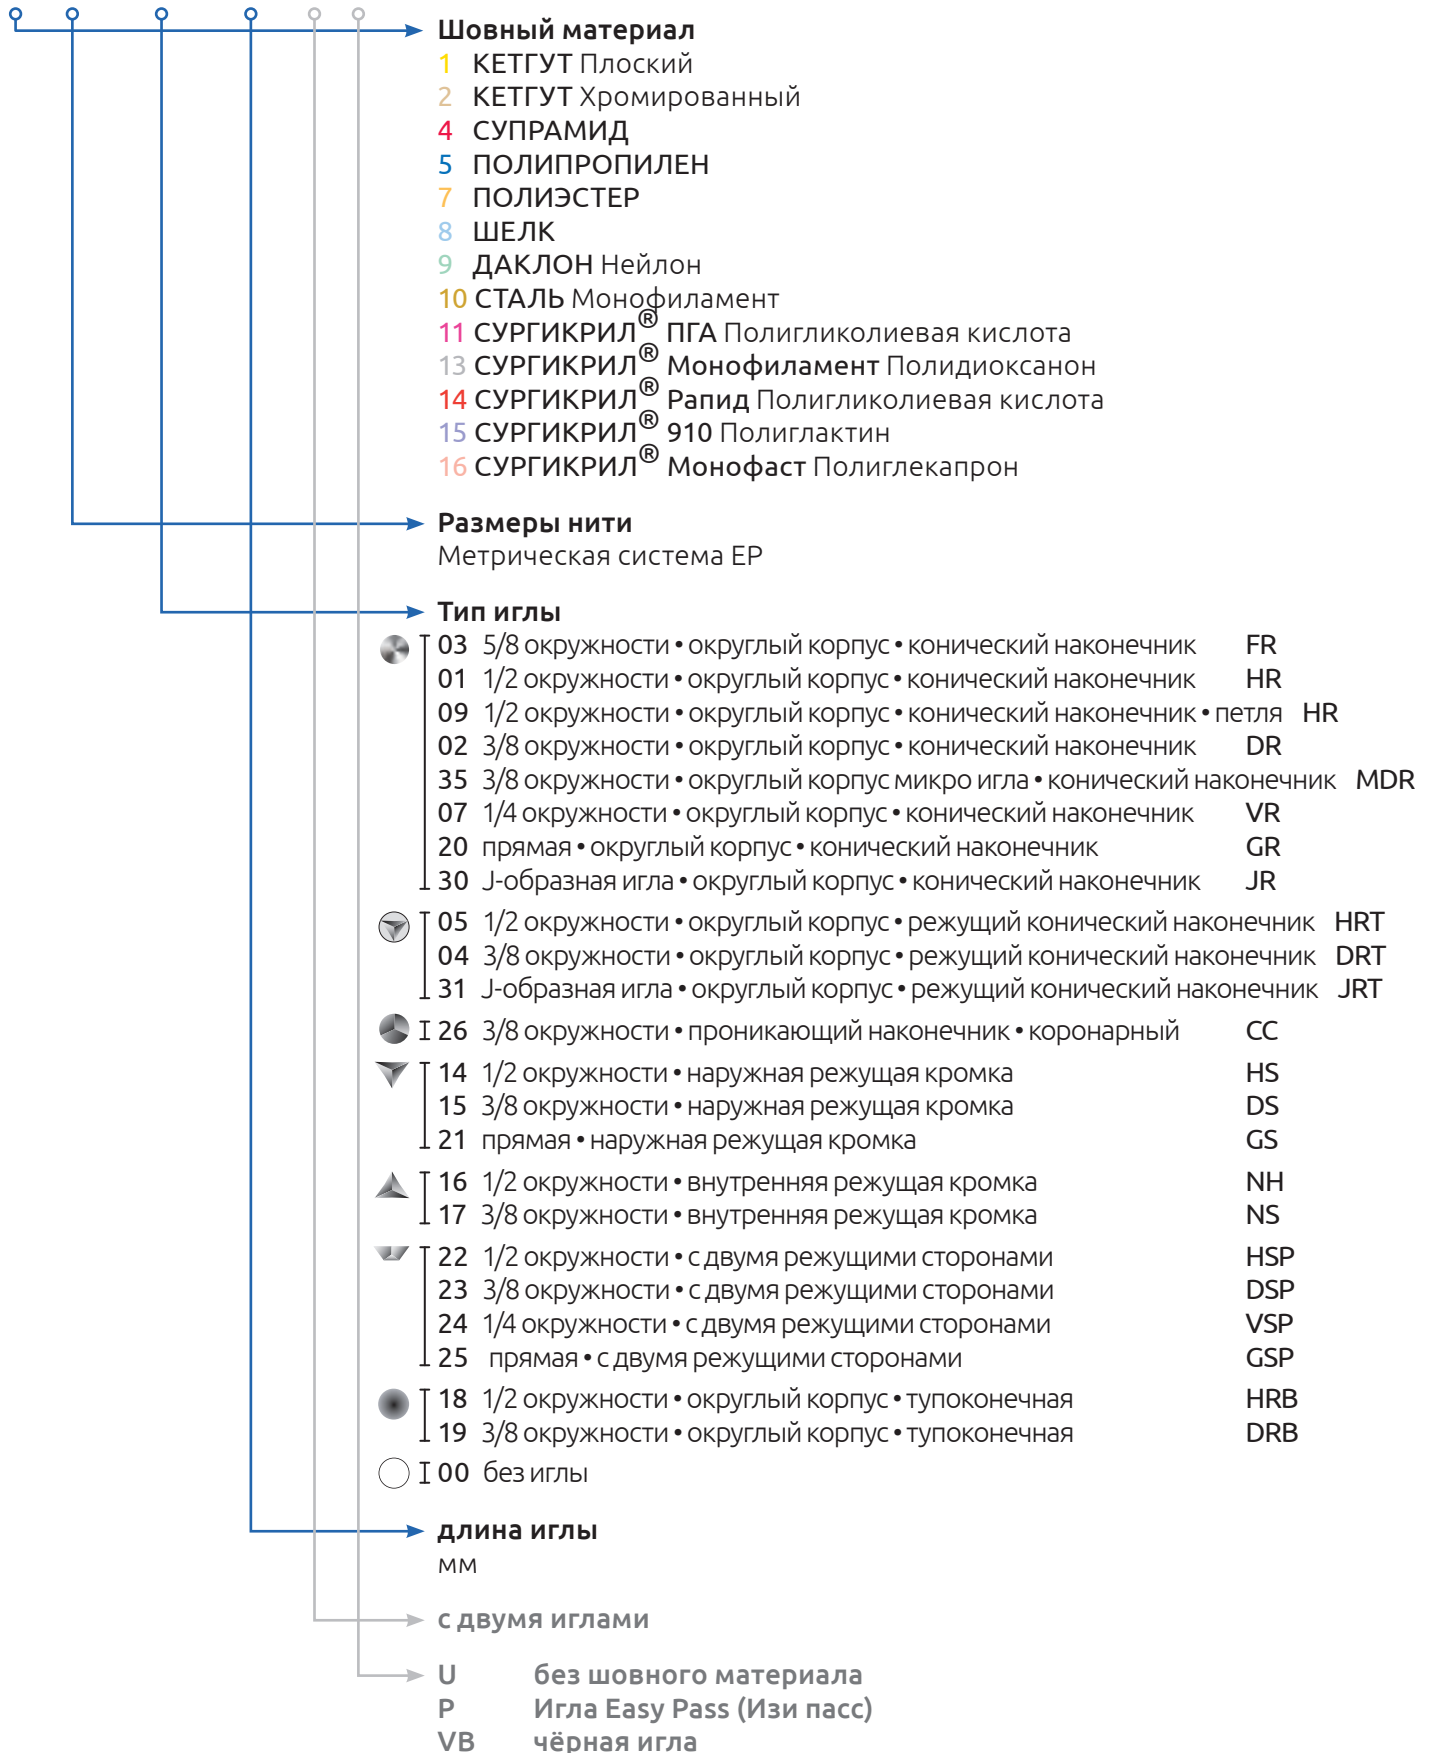 Шовный материал
1 КЕТГУТ Плоский
2 КЕТГУТ Хромированный
4 СУПРАМИД
5 ПОЛИПРОПИЛЕН
7 ПОЛИЭСТЕР
8 ШЕЛК
9 ДАКЛОН Нейлон
10 СТАЛЬ Монофиламент
11 СУРГИКРИЛ® ПГА Полигликолиевая кислота
13 СУРГИКРИЛ® Монофиламент Полидиоксанон
14 СУРГИКРИЛ® Рапид Полигликолиевая кислота
15 СУРГИКРИЛ® 910 Полиглактин
16 СУРГИКРИЛ® Монофаст Полиглекапрон
Размеры нити
Метрическая система EP
Тип иглы
03 5/8 окружности • округлый корпус • конический наконечник FR
01 1/2 окружности • округлый корпус • конический наконечник HR
09 1/2 окружности • округлый корпус • конический наконечник • петля HR
02 3/8 окружности • округлый корпус • конический наконечник DR
35 3/8 окружности • округлый корпус микро игла • конический наконечник MDR
07 1/4 окружности • округлый корпус • конический наконечник VR
20 прямая • округлый корпус • конический наконечник GR
30 J-образная игла • округлый корпус • конический наконечник JR
05 1/2 окружности • округлый корпус • режущий конический наконечник HRT
04 3/8 окружности • округлый корпус • режущий конический наконечник DRT
31 J-образная игла • округлый корпус • режущий конический наконечник JRT
26 3/8 окружности • проникающий наконечник • коронарный CC
14 1/2 окружности • наружная режущая кромка HS
15 3/8 окружности • наружная режущая кромка DS
21 прямая • наружная режущая кромка GS
16 1/2 окружности • внутренняя режущая кромка NH
17 3/8 окружности • внутренняя режущая кромка NS
22 1/2 окружности • с двумя режущими сторонами HSP
23 3/8 окружности • с двумя режущими сторонами DSP
24 1/4 окружности • с двумя режущими сторонами VSP
25 прямая • с двумя режущими сторонами GSP
18 1/2 окружности • округлый корпус • тупоконечная HRB
19 3/8 окружности • округлый корпус • тупоконечная DRB
00 без иглы
длина иглы
мм
с двумя иглами
U без шовного материала
P Игла Easy Pass (Изи пасс)
VB чёрная игла